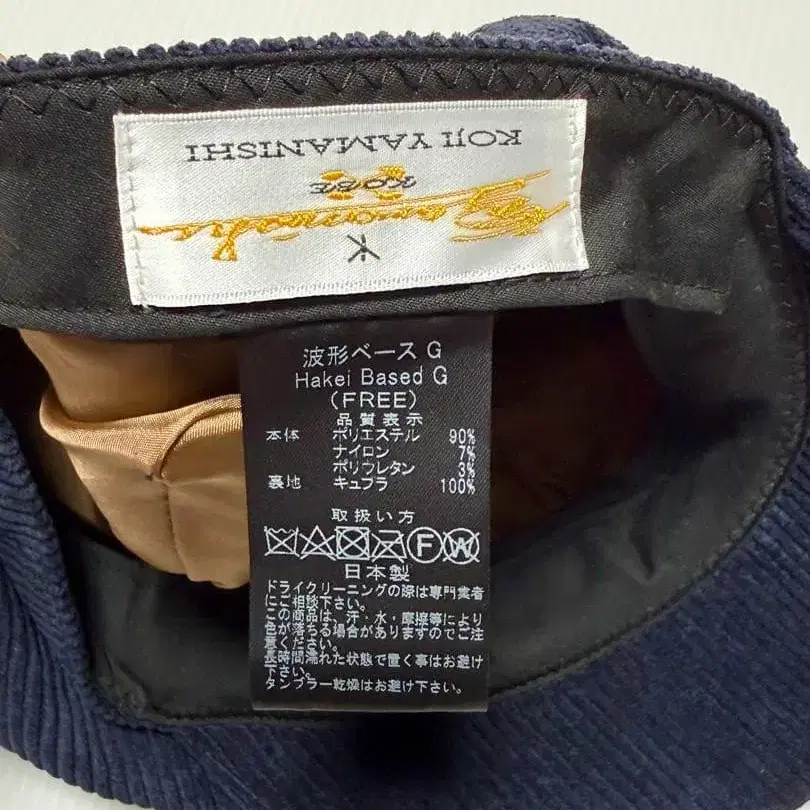 KOJI YAMANISHI
KOBE
Yamanishi
K
波形ベース G
Hakei Based G
(FREE)
品質表示
本体 ポリエステル 90%
ナイロン 7%
ポリウレタン 3%
裏地 キュプラ 100%
取扱い方
F W
日本製
ドライクリーニングの際は専門業者
にご相談下さい。
この商品は、汗・水・摩擦等により
色が落ちる場合がありますのでご注
意ください。
長時間濡れた状態で置く事はお避け
下さい。
タンブラー乾燥はお避けください。